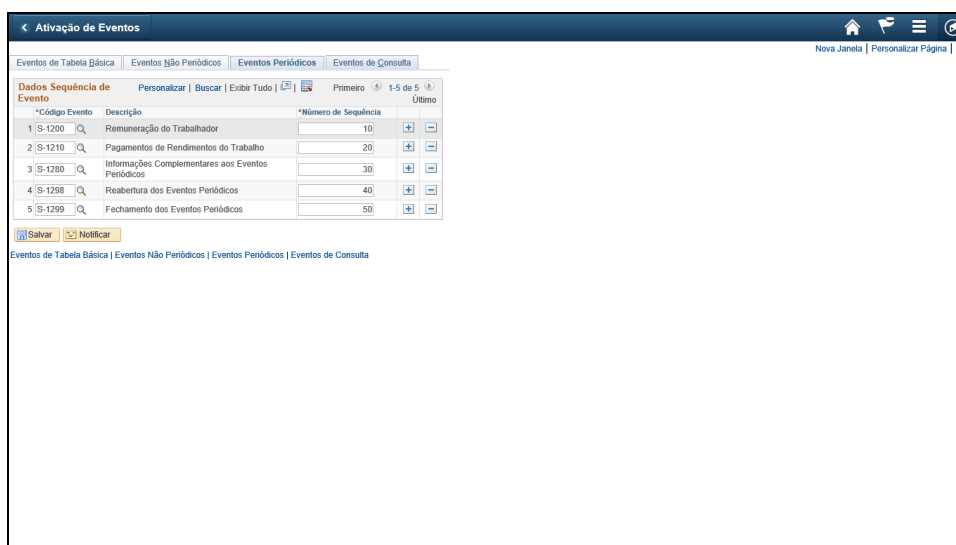 Ativação de Eventos
Nova Janela | Personalizar Página |
Eventos de Tabela Básica | Eventos Não Periódicos | Eventos Periódicos | Eventos de Consulta
Dados Sequência de Evento
Personalizar | Buscar | Exibir Tudo | |
Primeiro 1-5 de 5 Último
*Código Evento Descrição *Número de Sequência
1 S-1200 Remuneração do Trabalhador 10
2 S-1210 Pagamentos de Rendimentos do Trabalho 20
3 S-1280 Informações Complementares aos Eventos Periódicos 30
4 S-1298 Reabertura dos Eventos Periódicos 40
5 S-1299 Fechamento dos Eventos Periódicos 50
Salvar Notificar
Eventos de Tabela Básica | Eventos Não Periódicos | Eventos Periódicos | Eventos de Consulta